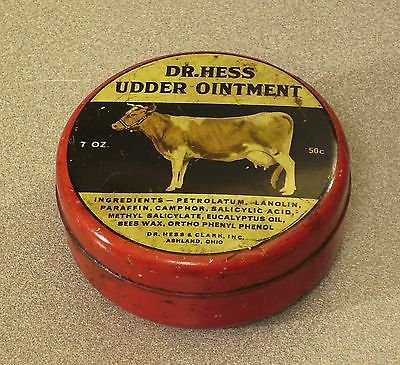 DR. HESS
UDDER OINTMENT
7 OZ.
50c
INGREDIENTS — PETROLATUM, LANOLIN,
PARAFFIN, CAMPHOR, SALICYLIC ACID,
METHYL SALICYLATE, EUCALYPTUS OIL,
BEES WAX, ORTHO PHENYL PHENOL
DR. HESS & CLARK, INC.
ASHLAND, OHIO